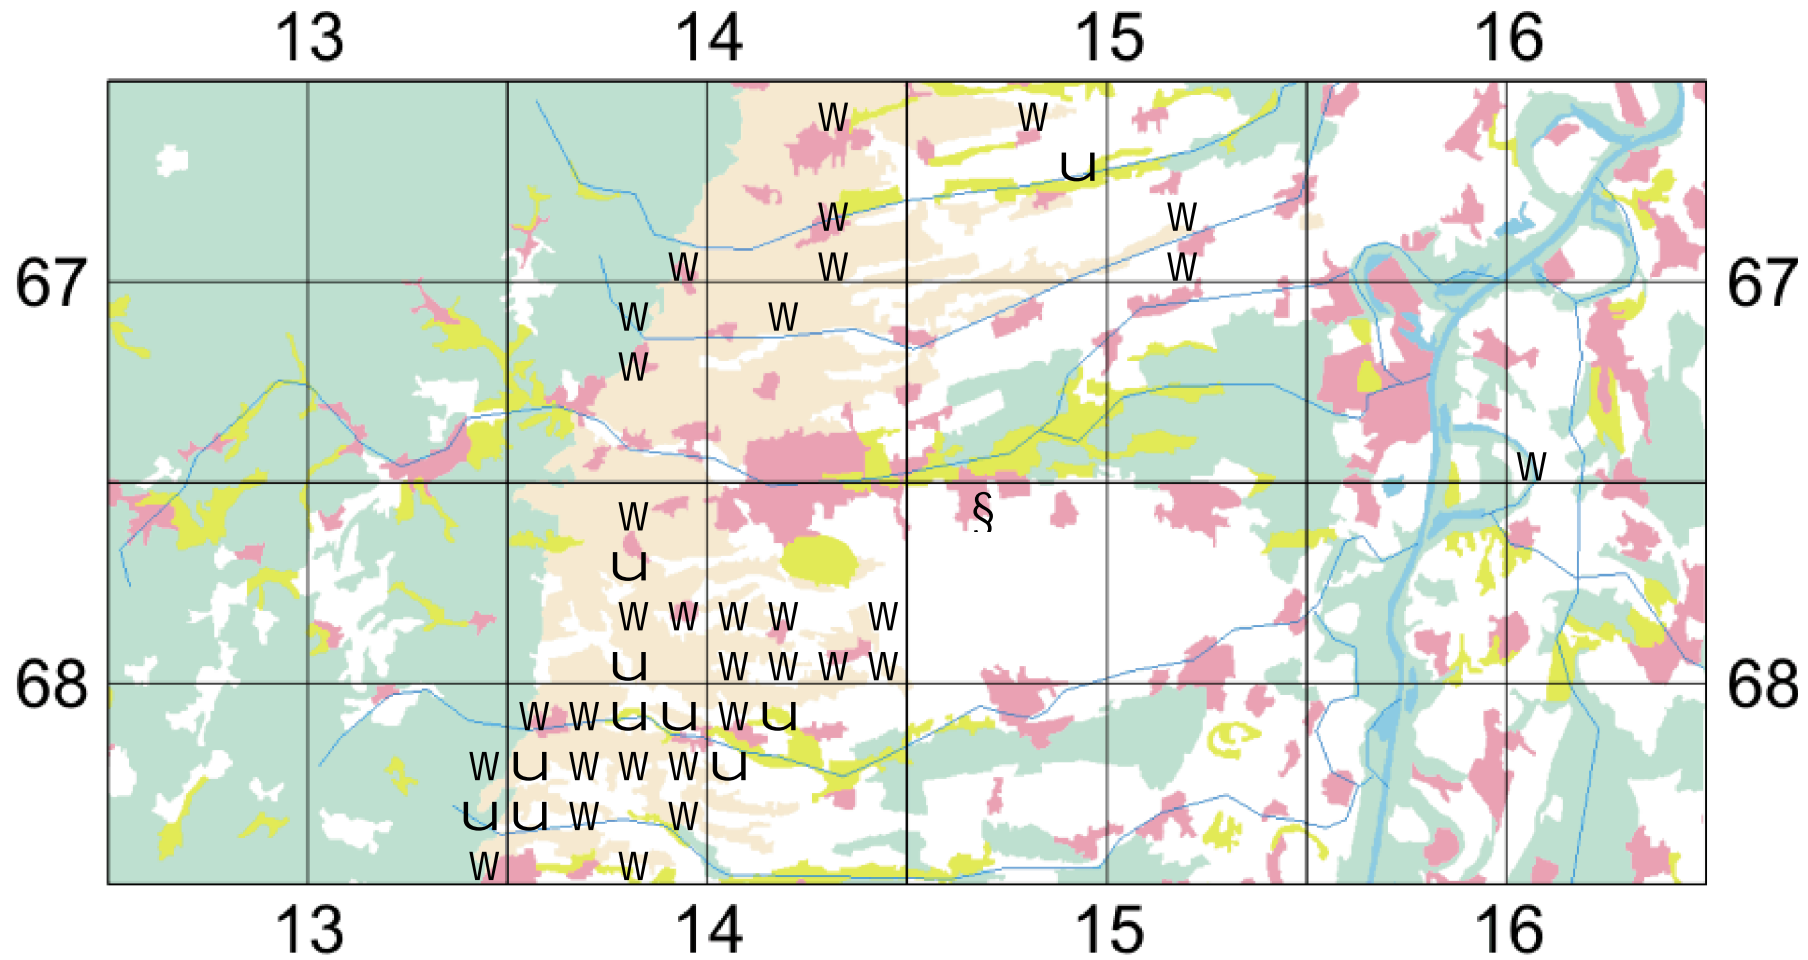 13 14 15 16
w w
u
w w
67 w w w 67
w w
w
w
w §
u
w w w w w
u w w w w
68 68
w w u u w u
w u w w w u
u u w w
w w
13 14 15 16